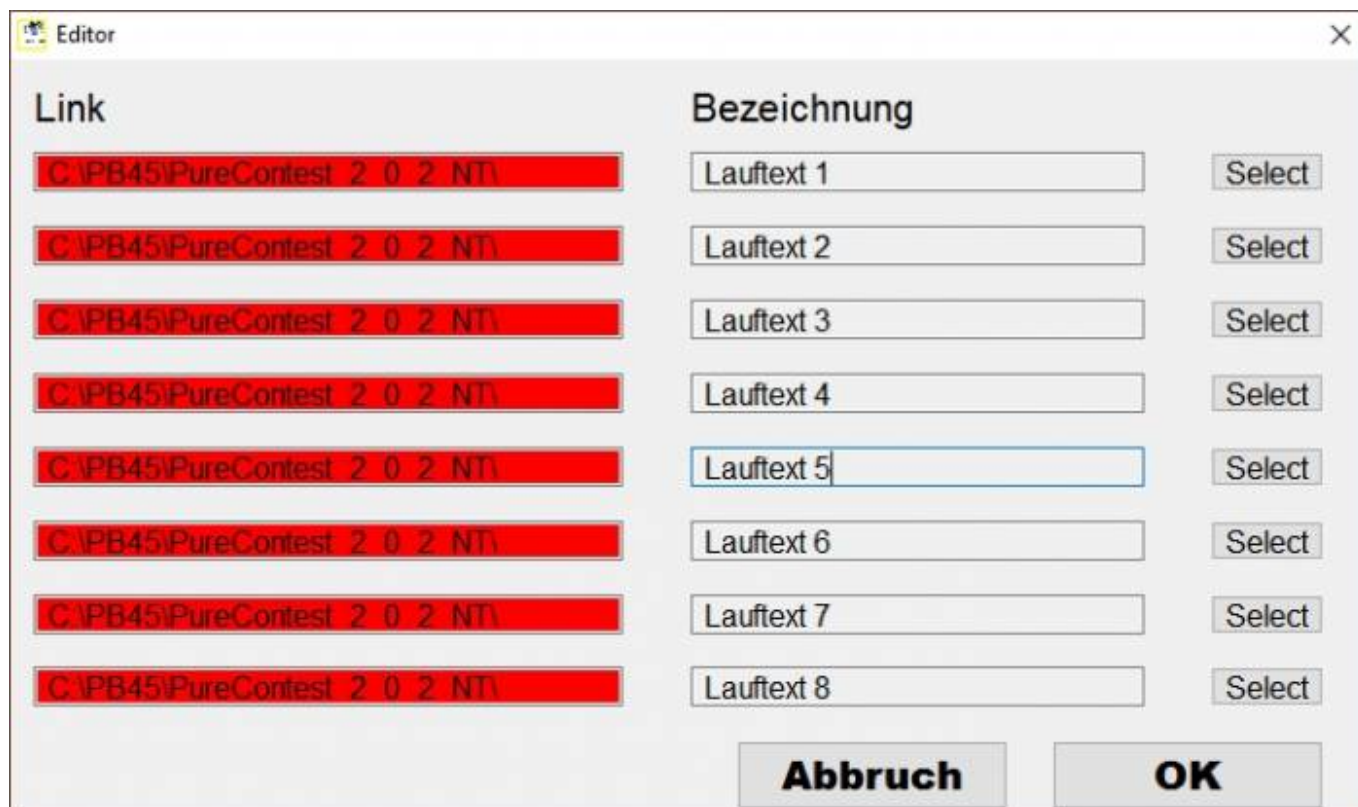 Editor
Link Bezeichnung
C:\PB45\PureContest 2 0 2 NT\ Lauftext 1 Select
C:\PB45\PureContest 2 0 2 NT\ Lauftext 2 Select
C:\PB45\PureContest 2 0 2 NT\ Lauftext 3 Select
C:\PB45\PureContest 2 0 2 NT\ Lauftext 4 Select
C:\PB45\PureContest 2 0 2 NT\ Lauftext 5 Select
C:\PB45\PureContest 2 0 2 NT\ Lauftext 6 Select
C:\PB45\PureContest 2 0 2 NT\ Lauftext 7 Select
C:\PB45\PureContest 2 0 2 NT\ Lauftext 8 Select
Abbruch OK